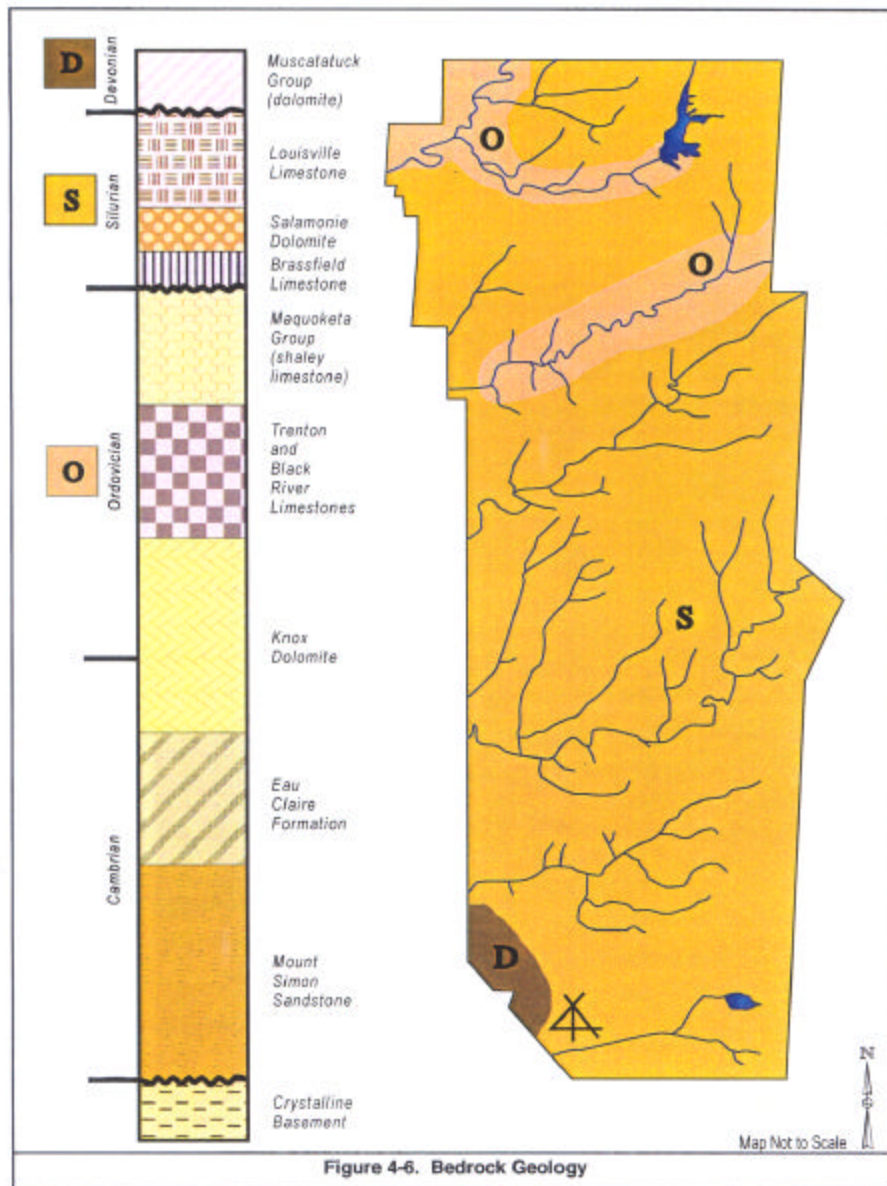 D
Devonian
Muscatatuck
Group
(dolomite)
S
Silurian
Louisville
Limestone
Salamonie
Dolomite
Brassfield
Limestone
O
Ordovician
Maquoketa
Group
(shaley
limestone)
Trenton
and
Black
River
Limestones
Knox
Dolomite
Cambrian
Eau
Claire
Formation
Mount
Simon
Sandstone
Crystalline
Basement
O
O
S
D
N
Map Not to Scale
Figure 4-6. Bedrock Geology